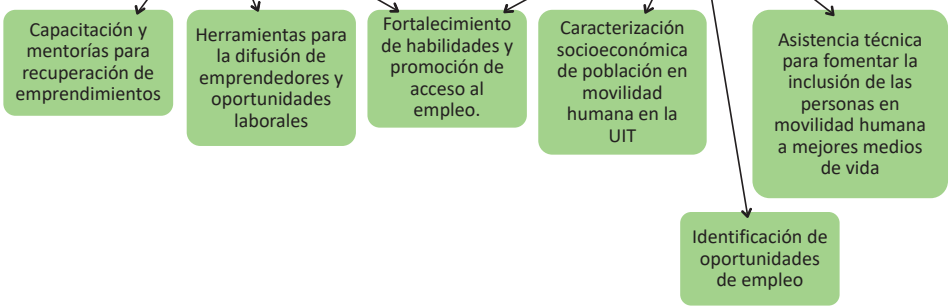 Capacitación y
mentorías para
recuperación de
emprendimientos
Herramientas para
la difusión de
emprendedores y
oportunidades
laborales
Fortalecimiento
de habilidades y
promoción de
acceso al
empleo.
Caracterización
socioeconómica
de población en
movilidad
humana en la
UIT
Asistencia técnica
para fomentar la
inclusión de las
personas en
movilidad humana
a mejores medios
de vida
Identificación de
oportunidades
de empleo